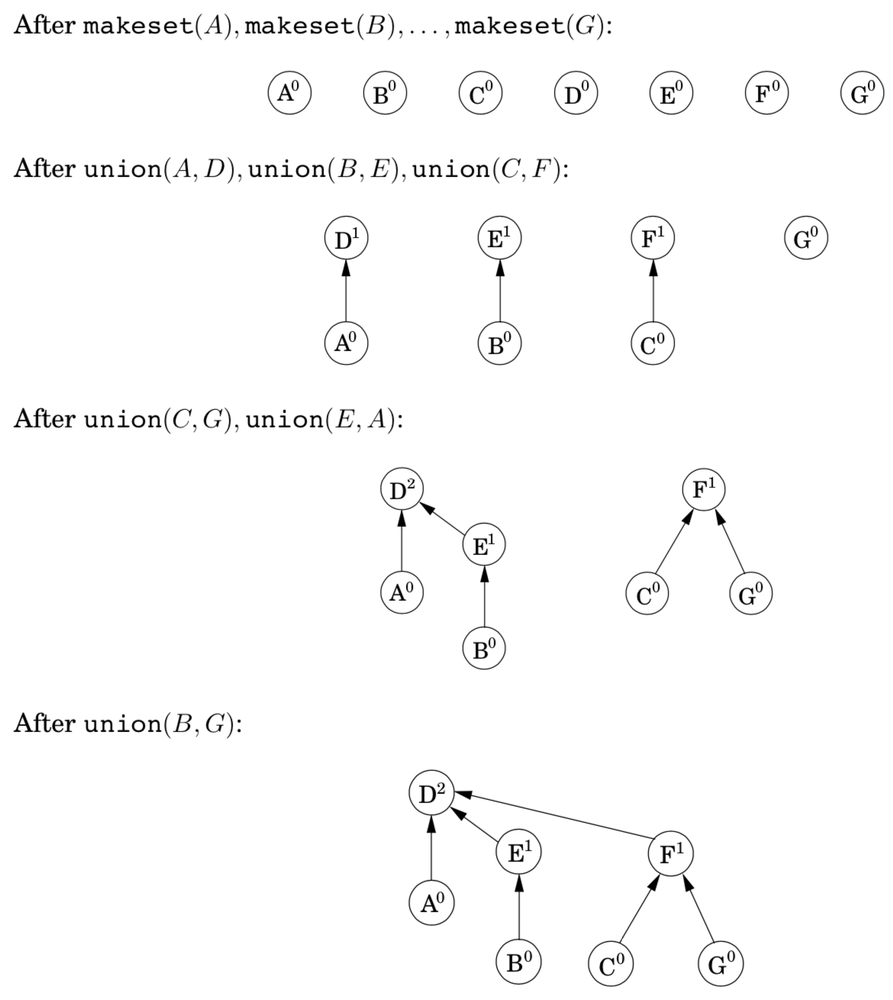 After makeset(A), makeset(B), ..., makeset(G):
A⁰ B⁰ C⁰ D⁰ E⁰ F⁰ G⁰
After union(A, D), union(B, E), union(C, F):
D¹ E¹ F¹ G⁰
A⁰ B⁰ C⁰
After union(C, G), union(E, A):
D² F¹
E¹
A⁰ C⁰ G⁰
B⁰
After union(B, G):
D²
E¹ F¹
A⁰
B⁰ C⁰ G⁰